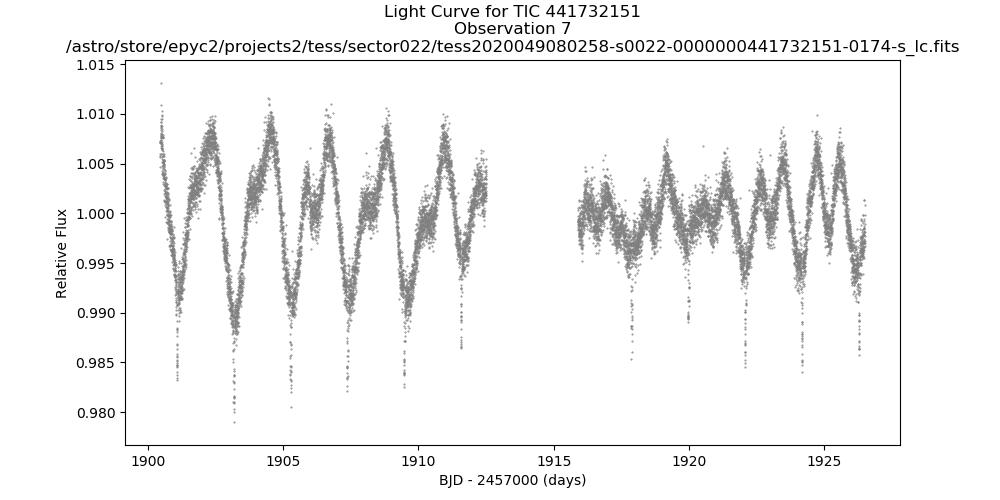 Light Curve for TIC 441732151
Observation 7
/astro/store/epyc2/projects2/tess/sector022/tess2020049080258-s0022-0000000441732151-0174-s_lc.fits
1.015
1.010
1.005
1.000
0.995
0.990
0.985
0.980
Relative Flux
1900
1905
1910
1915
1920
1925
BJD - 2457000 (days)